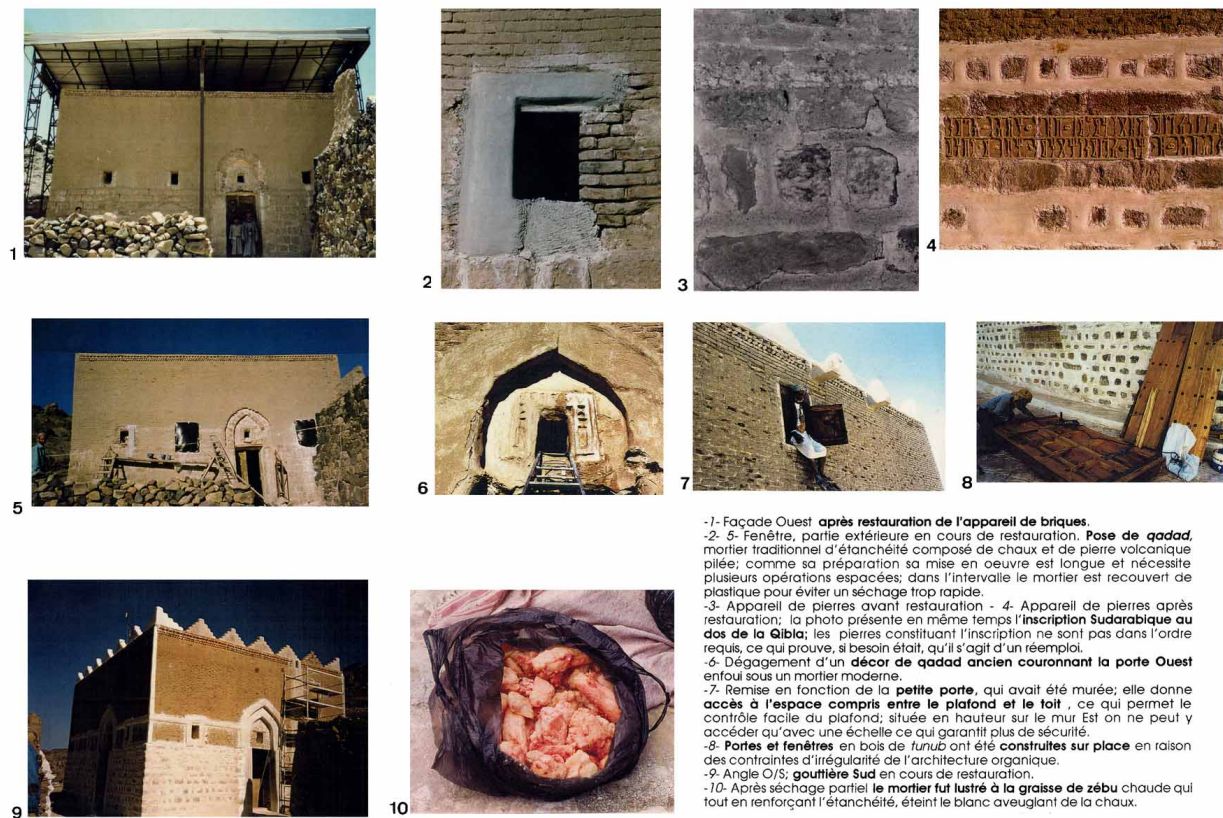 1
2
3
4
5
6
7
8
9
10
-1- Façade Ouest après restauration de l'appareil de briques.
-2- 5- Fenêtre, partie extérieure en cours de restauration. Pose de qadad,
mortier traditionnel d'étanchéité composé de chaux et de pierre volcanique
pilée; comme sa préparation sa mise en oeuvre est longue et nécessite
plusieurs opérations espacées; dans l'intervalle le mortier est recouvert de
plastique pour éviter un séchage trop rapide.
-3- Appareil de pierres avant restauration - 4- Appareil de pierres après
restauration; la photo présente en même temps l'inscription Sudarabique au
dos de la Qibla; les pierres constituant l'inscription ne sont pas dans l'ordre
requis, ce qui prouve, si besoin était, qu'il s'agit d'un réemploi.
-6- Dégagement d'un décor de qadad ancien couronnant la porte Ouest
enfoui sous un mortier moderne.
-7- Remise en fonction de la petite porte, qui avait été murée; elle donne
accès à l'espace compris entre le plafond et le toit , ce qui permet le
contrôle facile du plafond; située en hauteur sur le mur Est on ne peut y
accéder qu'avec une échelle ce qui garantit plus de sécurité.
-8- Portes et fenêtres en bois de tunub ont été construites sur place en raison
des contraintes d'irrégularité de l'architecture organique.
-9- Angle O/S; gouttière Sud en cours de restauration.
-10- Après séchage partiel le mortier fut lustré à la graisse de zébu chaude qui
tout en renforçant l'étanchéité, éteint le blanc aveuglant de la chaux.